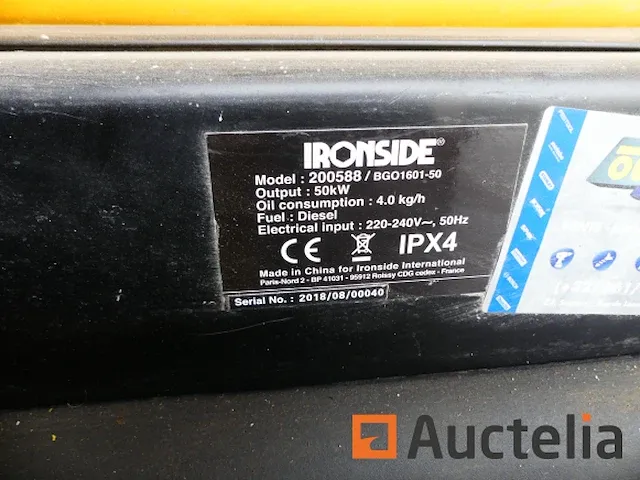 IRONSIDE®
Model : 200588 / BGO1601-50
Output : 50kW
Oil consumption : 4.0 kg/h
Fuel : Diesel
Electrical input : 220-240V~, 50Hz
CE IPX4
Made in China for Ironside International
Paris-Nord 2 - BP 41031 - 95912 Roissy CDG cedex - France
Serial No. : 2018/08/00040
Auctelia